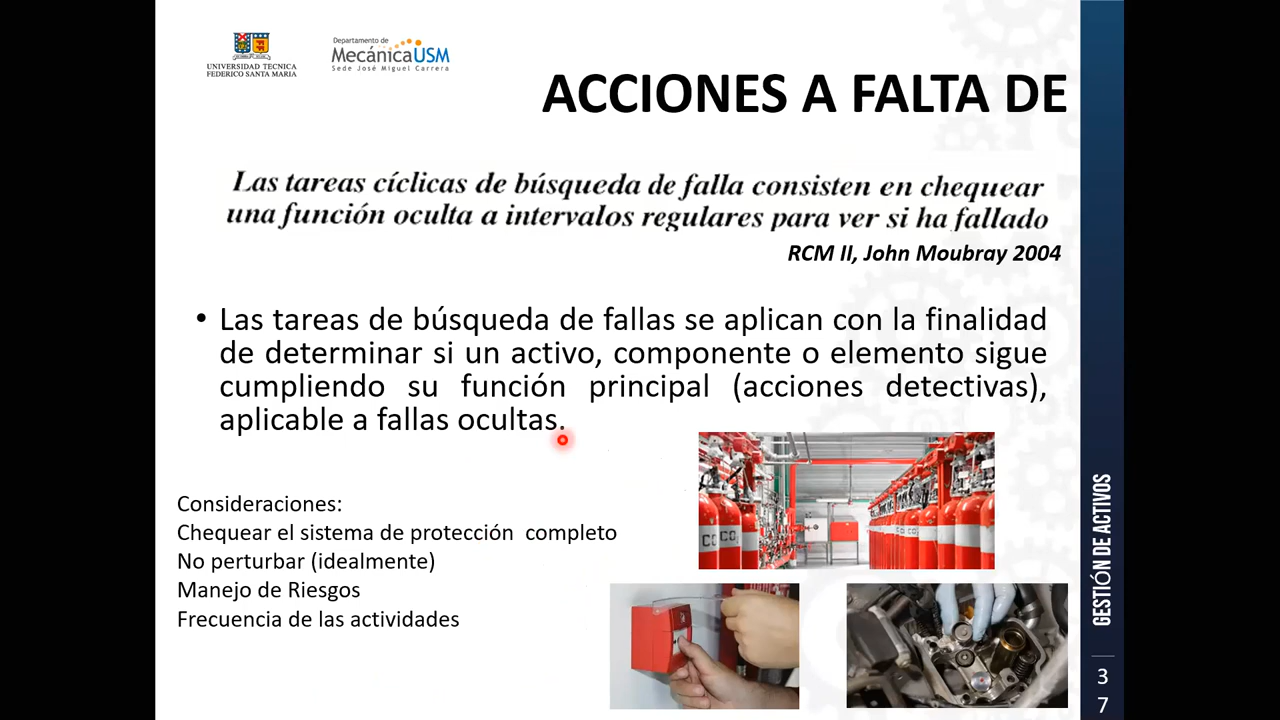 UNIVERSIDAD TECNICA
FEDERICO SANTA MARIA
Departamento de
MecánicaUSM
Sede José Miguel Carrera
ACCIONES A FALTA DE
Las tareas cíclicas de búsqueda de falla consisten en chequear
una función oculta a intervalos regulares para ver si ha fallado
RCM II, John Moubray 2004
• Las tareas de búsqueda de fallas se aplican con la finalidad
de determinar si un activo, componente o elemento sigue
cumpliendo su función principal (acciones detectivas),
aplicable a fallas ocultas.
Consideraciones:
Chequear el sistema de protección completo
No perturbar (idealmente)
Manejo de Riesgos
Frecuencia de las actividades
GESTIÓN DE ACTIVOS
3
7